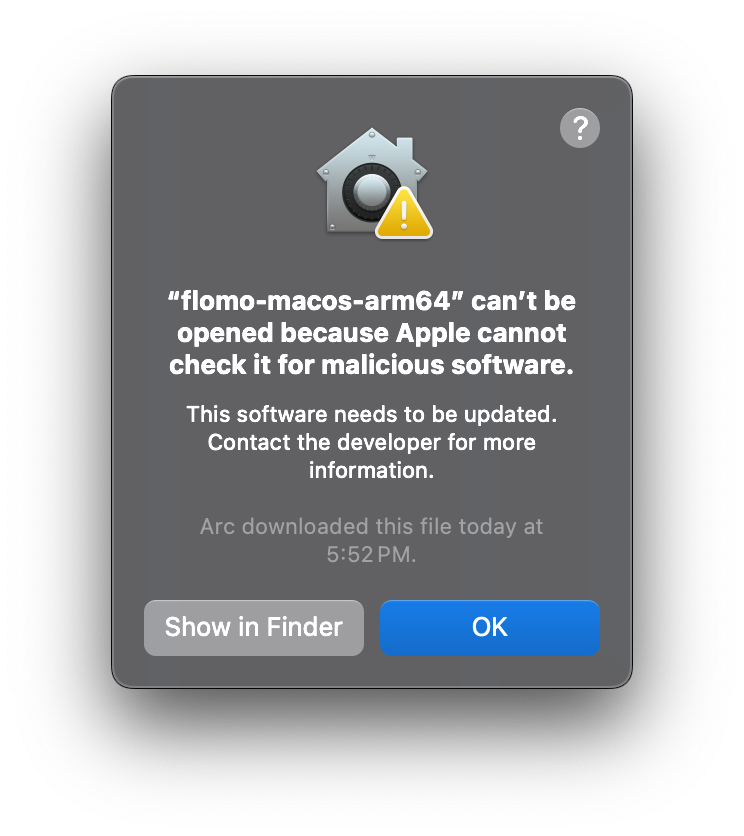 ?
“flomo-macos-arm64” can’t be
opened because Apple cannot
check it for malicious software.
This software needs to be updated.
Contact the developer for more
information.
Arc downloaded this file today at
5:52 PM.
Show in Finder
OK